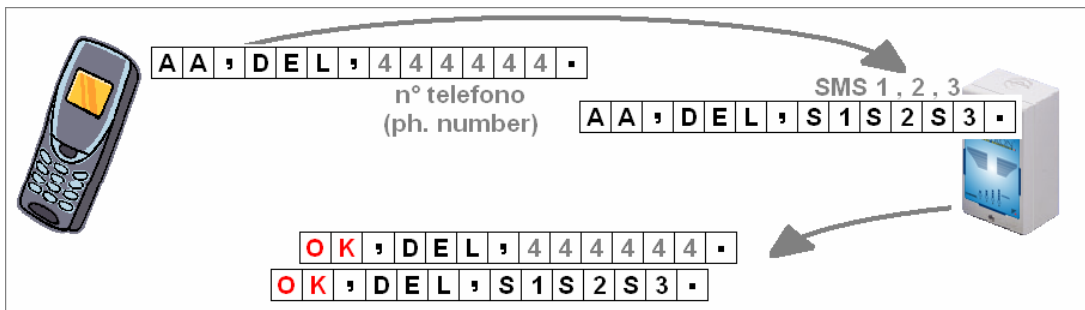 AA,DEL,444444.
n° telefono
(ph. number)
SMS 1 , 2 , 3
AA,DEL,S1S2S3.
OK,DEL,444444.
OK,DEL,S1S2S3.